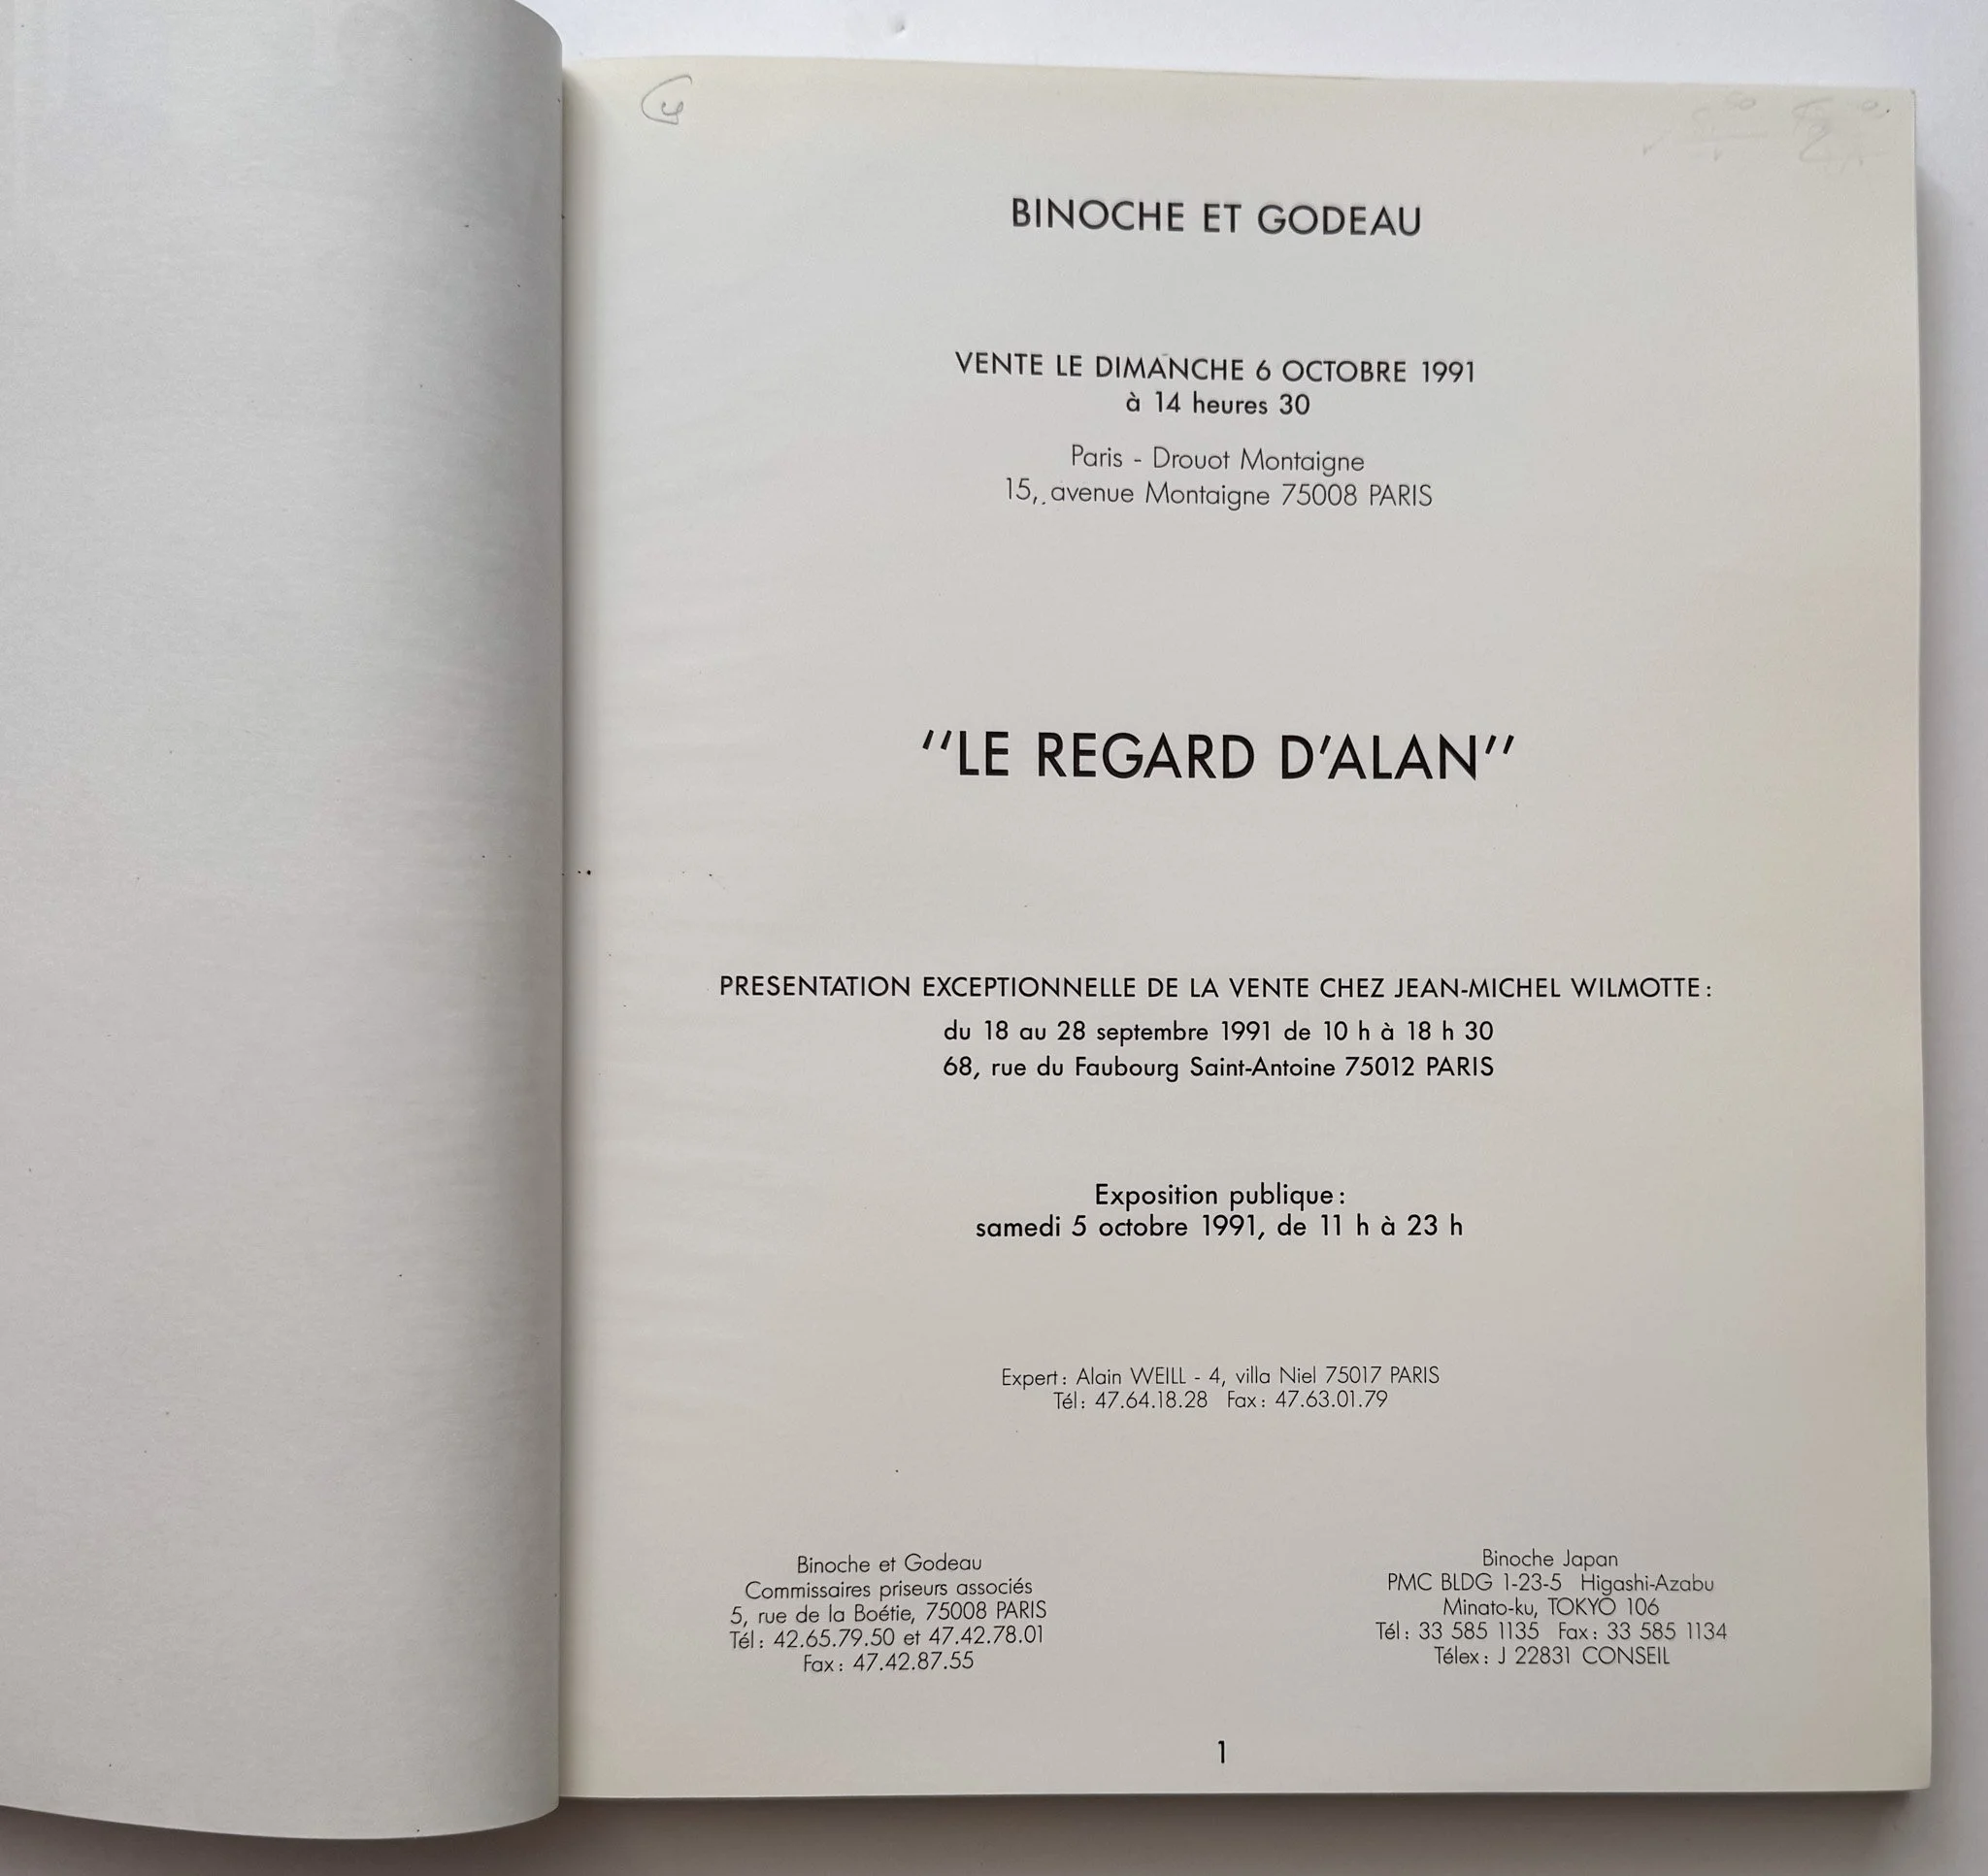 BINOCHE ET GODEAU
VENTE LE DIMANCHE 6 OCTOBRE 1991
à 14 heures 30
Paris - Drouot Montaigne
15, avenue Montaigne 75008 PARIS
"LE REGARD D'ALAN"
PRESENTATION EXCEPTIONNELLE DE LA VENTE CHEZ JEAN-MICHEL WILMOTTE :
du 18 au 28 septembre 1991 de 10 h à 18 h 30
68, rue du Faubourg Saint-Antoine 75012 PARIS
Exposition publique :
samedi 5 octobre 1991, de 11 h à 23 h
Expert : Alain WEILL - 4, villa Niel 75017 PARIS
Tél : 47.64.18.28 Fax : 47.63.01.79
Binoche et Godeau
Commissaires priseurs associés
5, rue de la Boétie, 75008 PARIS
Tél : 42.65.79.50 et 47.42.78.01
Fax : 47.42.87.55
Binoche Japan
PMC BLDG 1-23-5 Higashi-Azabu
Minato-ku, TOKYO 106
Tél : 33 585 1135 Fax : 33 585 1134
Télex : J 22831 CONSEIL
1